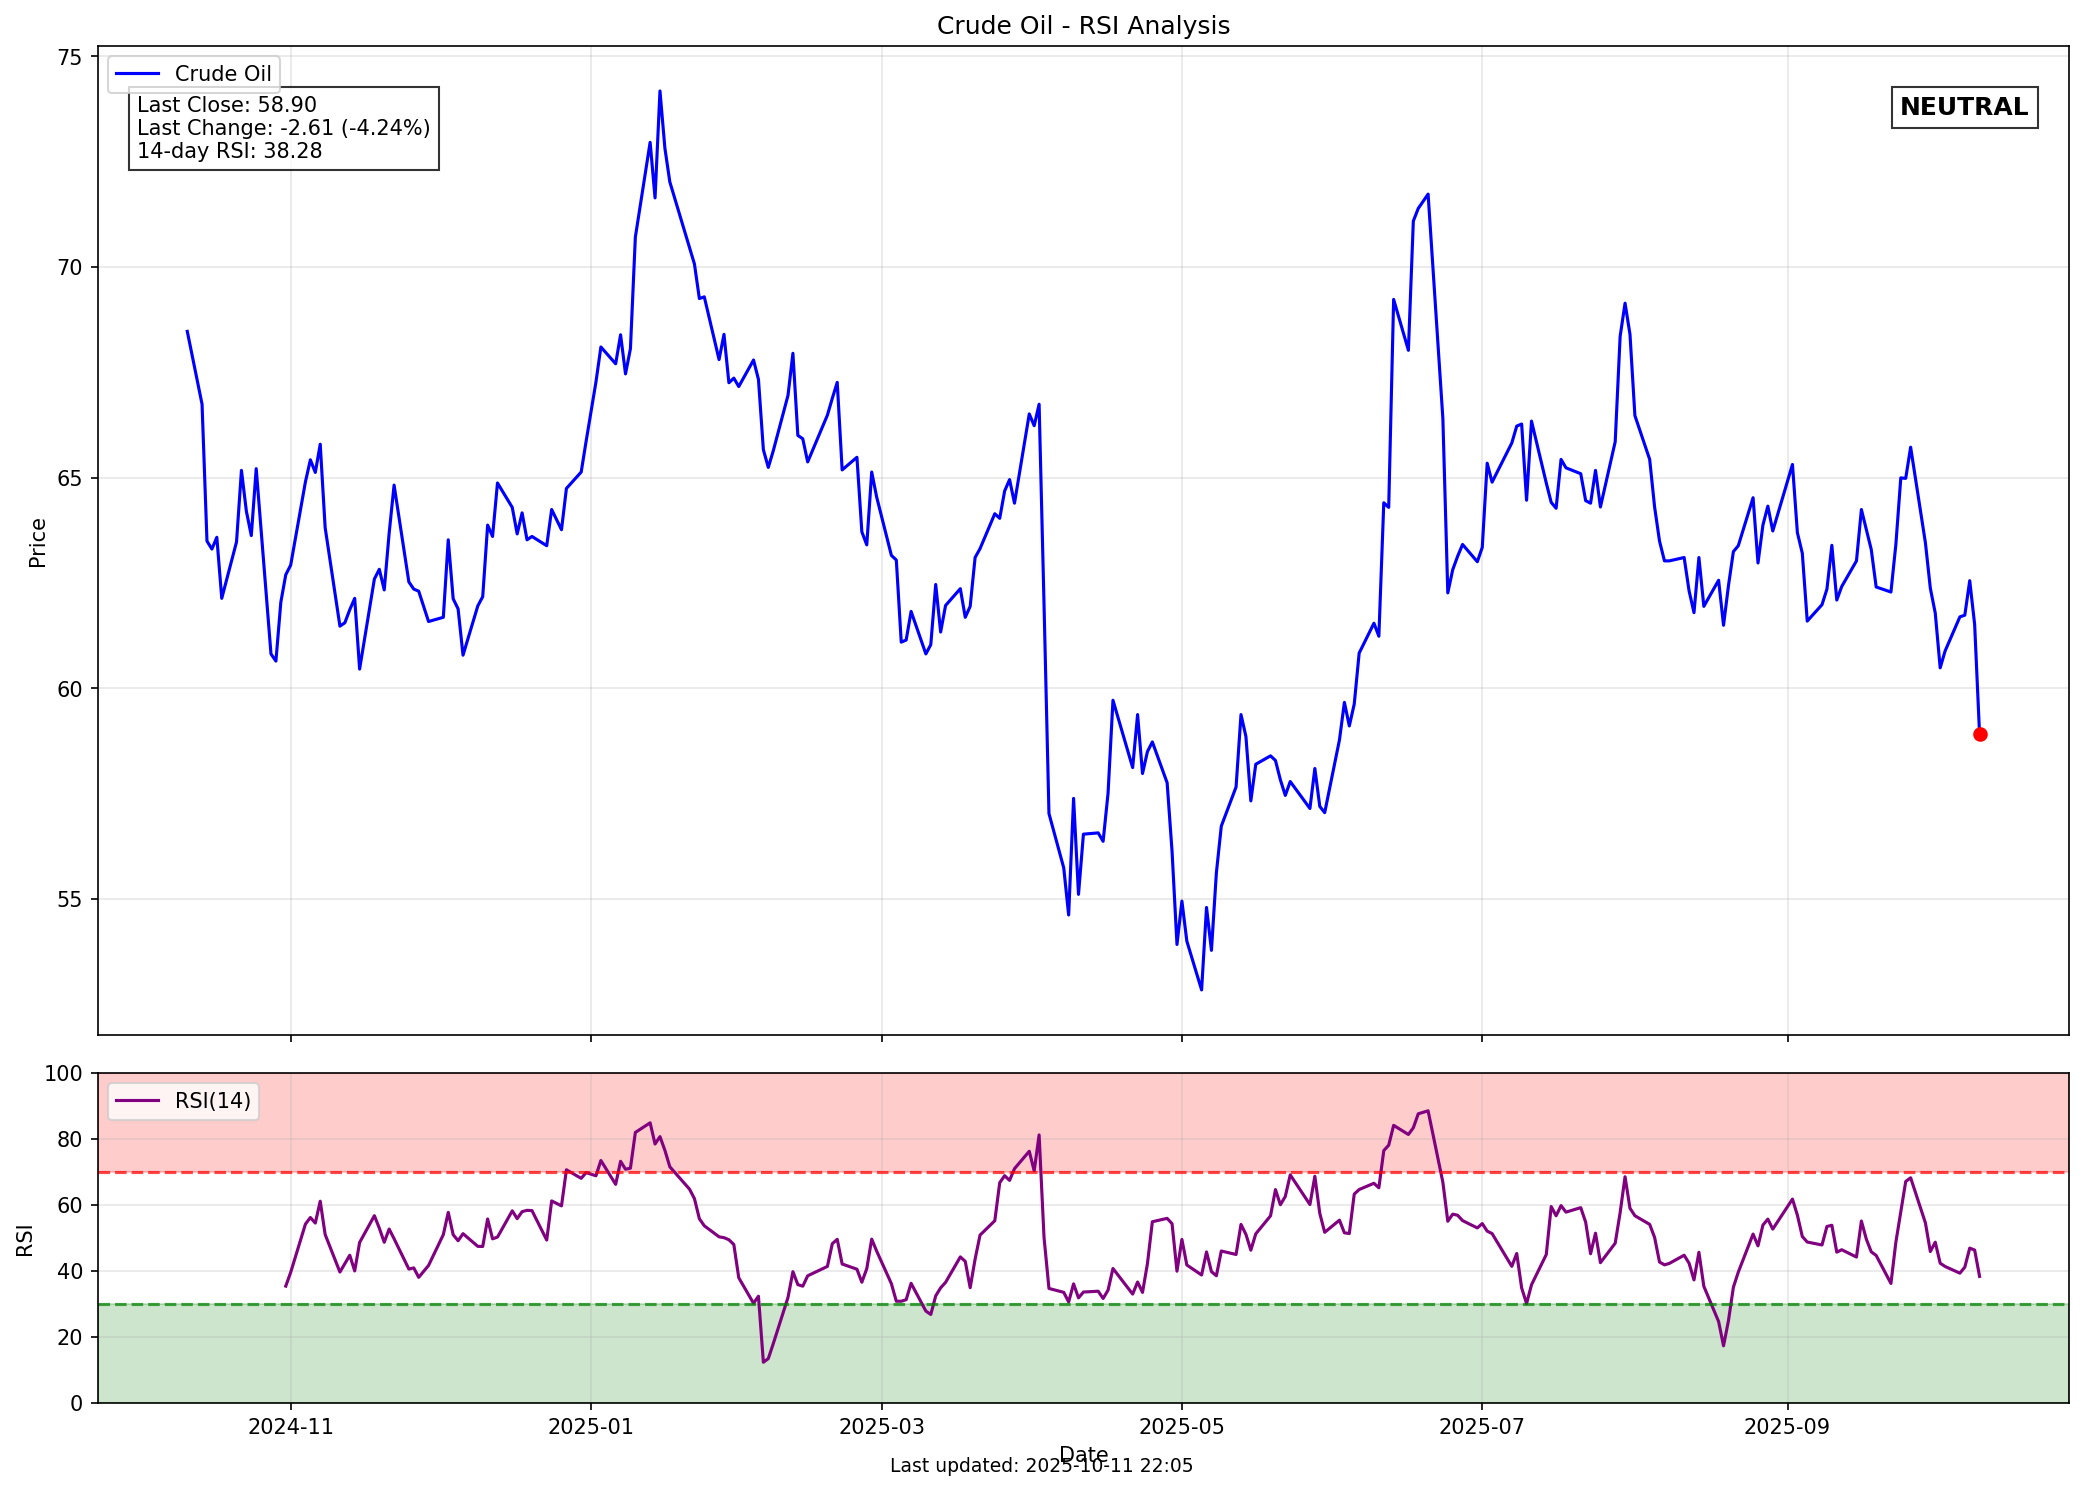 Crude Oil - RSI Analysis
Crude Oil
Last Close: 58.90
Last Change: -2.61 (-4.24%)
14-day RSI: 38.28
NEUTRAL
75
70
65
60
55
Price
RSI(14)
100
80
60
40
20
0
RSI
2024-11
2025-01
2025-03
2025-05
2025-07
2025-09
Date
Last updated: 2025-10-11 22:05